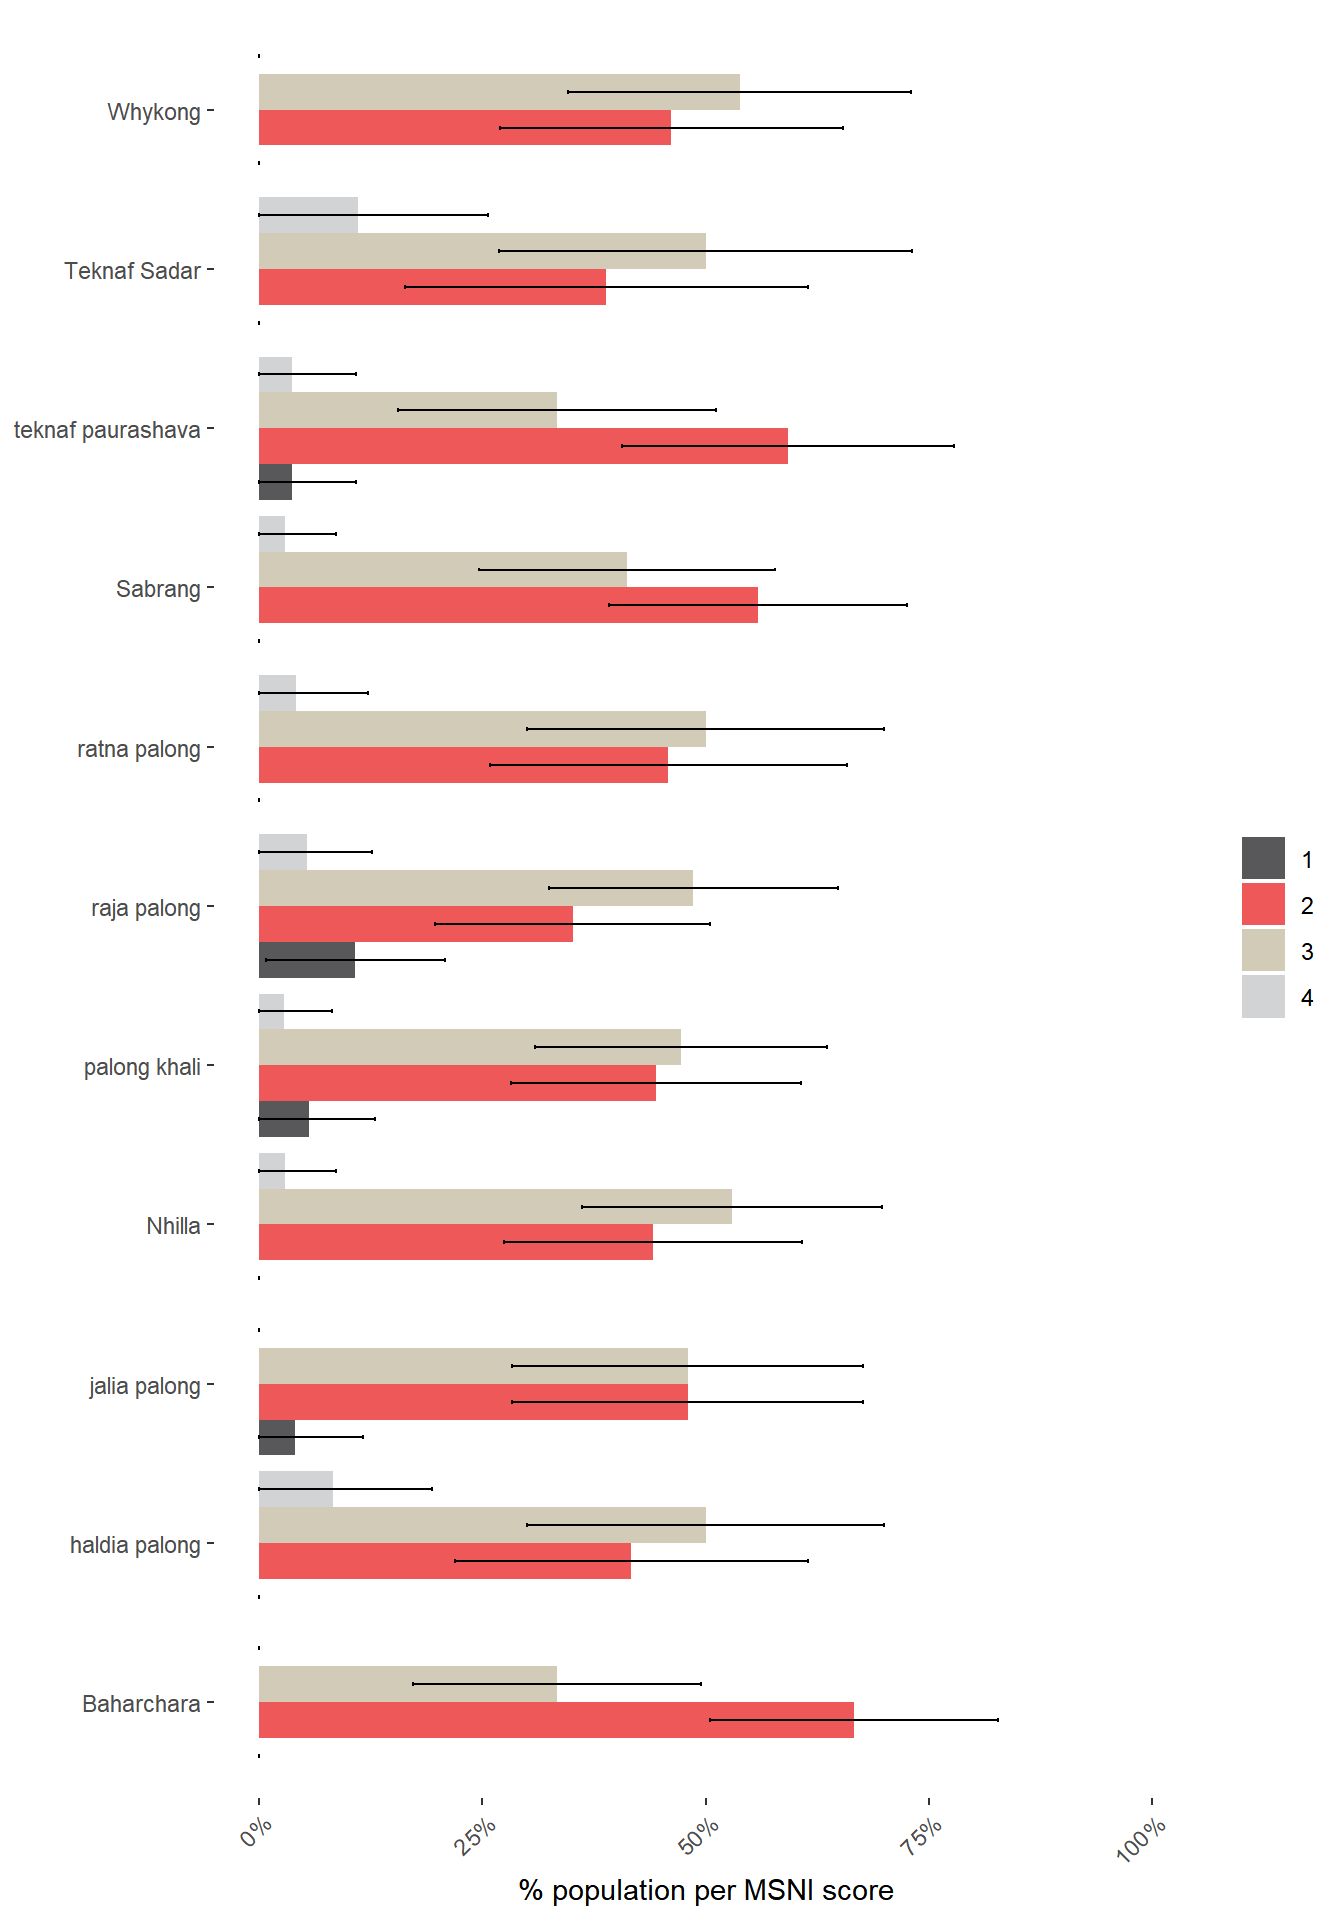 Whykong
Teknaf Sadar
teknaf paurashava
Sabrang
ratna palong
raja palong
palong khali
Nhilla
jalia palong
haldia palong
Baharchara
0%
25%
50%
75%
100%
% population per MSNI score
1
2
3
4